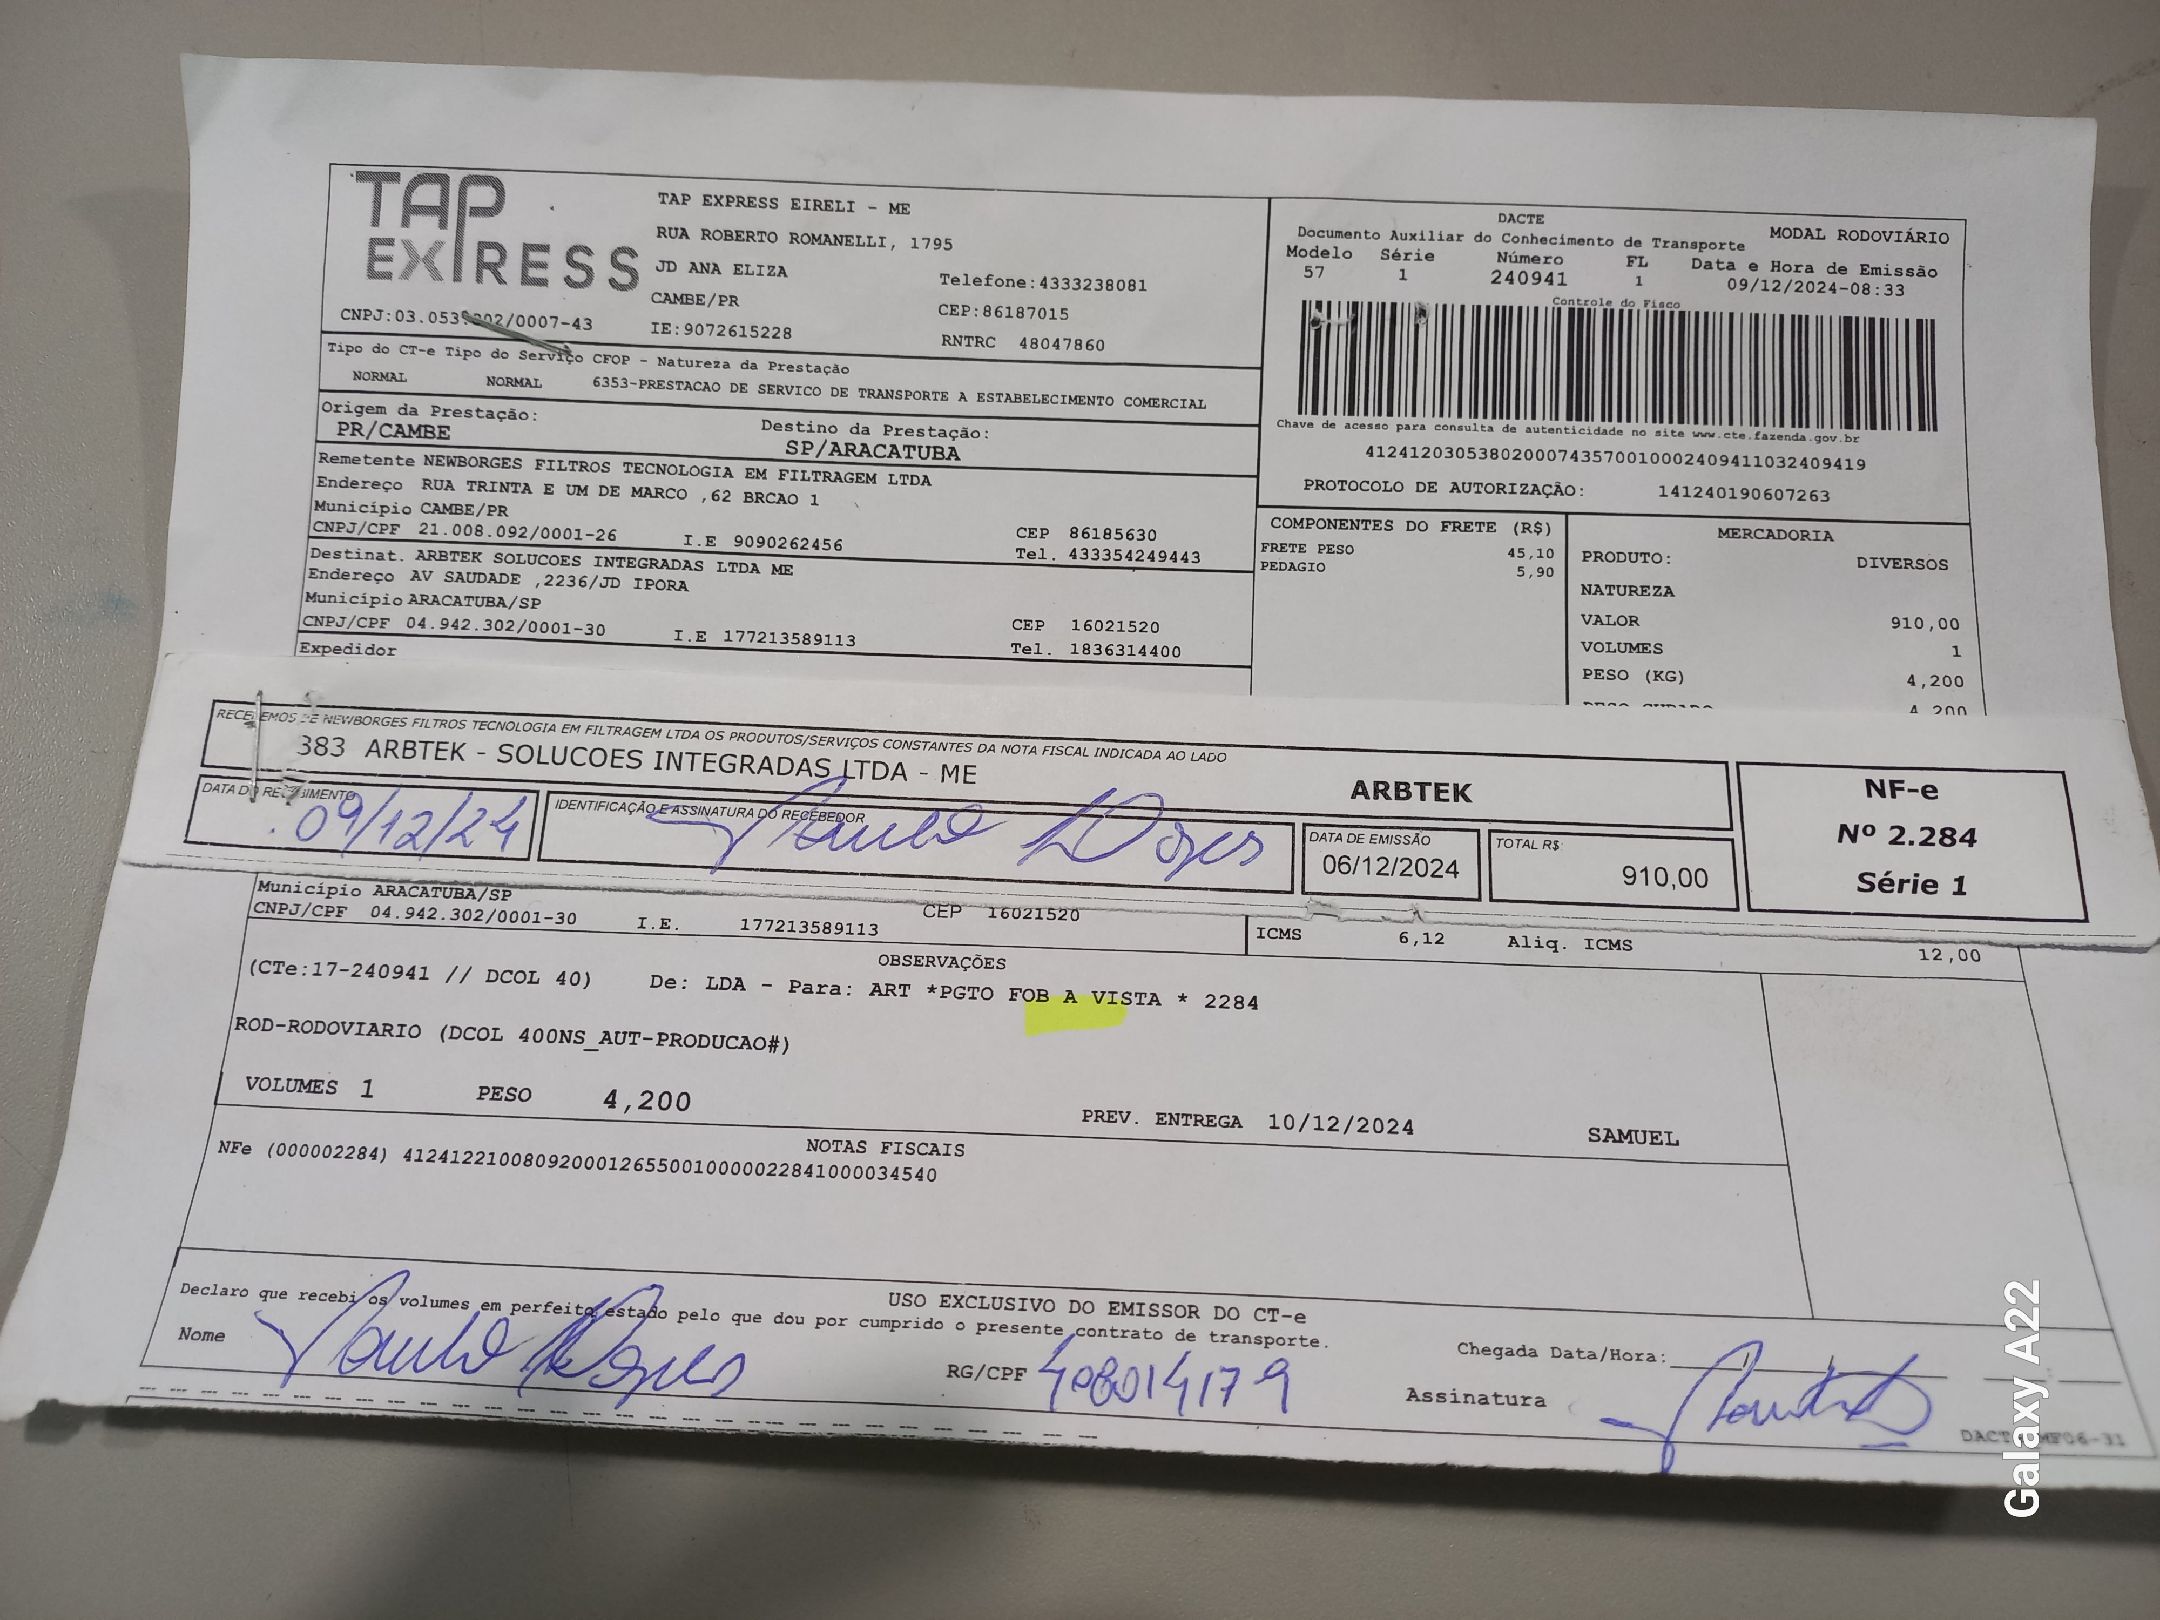 TAP
EXPRESS
TAP EXPRESS EIRELI - ME
RUA ROBERTO ROMANELLI, 1795
JD ANA ELIZA
Telefone:4333238081
CAMBE/PR
CEP:86187015
CNPJ:03.053. 02/0007-43
IE:9072615228
RNTRC 48047860
DACTE
MODAL RODOVIÁRIO
Documento Auxiliar do Conhecimento de Transporte
Modelo Série Número FL Data e Hora de Emissão
57 1 240941 1 09/12/2024-08:33
Controle do Fisco
Chave de acesso para consulta de autenticidade no site www.cte.fazenda.gov.br
41241203053802000743570010002409411032409419
PROTOCOLO DE AUTORIZAÇÃO: 141240190607263
Tipo do CT-e Tipo do Serviço CFOP - Natureza da Prestação
NORMAL NORMAL 6353-PRESTACAO DE SERVICO DE TRANSPORTE A ESTABELECIMENTO COMERCIAL
Origem da Prestação: Destino da Prestação:
PR/CAMBE SP/ARACATUBA
Remetente NEWBORGES FILTROS TECNOLOGIA EM FILTRAGEM LTDA
Endereço RUA TRINTA E UM DE MARCO ,62 BRCAO 1
Município CAMBE/PR CEP 86185630
CNPJ/CPF 21.008.092/0001-26 I.E 9090262456 Tel. 433354249443
Destinat. ARBTEK SOLUCOES INTEGRADAS LTDA ME
Endereço AV SAUDADE ,2236/JD IPORA
Município ARACATUBA/SP CEP 16021520
CNPJ/CPF 04.942.302/0001-30 I.E 177213589113 Tel. 1836314400
Expedidor
COMPONENTES DO FRETE (R$)
FRETE PESO 45,10
PEDAGIO 5,90
MERCADORIA
PRODUTO: DIVERSOS
NATUREZA
VALOR 910,00
VOLUMES 1
PESO (KG) 4,200
RECEBEMOS DE NEWBORGES FILTROS TECNOLOGIA EM FILTRAGEM LTDA OS PRODUTOS/SERVIÇOS CONSTANTES DA NOTA FISCAL INDICADA AO LADO
383 ARBTEK - SOLUCOES INTEGRADAS LTDA - ME ARBTEK
DATA DO RECEBIMENTO
09/12/24
IDENTIFICAÇÃO E ASSINATURA DO RECEBEDOR
DATA DE EMISSÃO
06/12/2024
TOTAL R$
910,00
NF-e
Nº 2.284
Série 1
Município ARACATUBA/SP CEP 16021520
CNPJ/CPF 04.942.302/0001-30 I.E. 177213589113
ICMS 6,12 Aliq. ICMS 12,00
OBSERVAÇÕES
(CTe:17-240941 // DCOL 40) De: LDA - Para: ART *PGTO FOB A VISTA * 2284
ROD-RODOVIARIO (DCOL 400NS_AUT-PRODUCAO#)
VOLUMES 1 PESO 4,200 PREV. ENTREGA 10/12/2024 SAMUEL
NOTAS FISCAIS
NFe (000002284) 41241221008092000126550010000022841000034540
USO EXCLUSIVO DO EMISSOR DO CT-e
Declaro que recebi os volumes em perfeito estado pelo que dou por cumprido o presente contrato de transporte.
Nome
RG/CPF 408014179
Chegada Data/Hora:
Assinatura
Galaxy A22